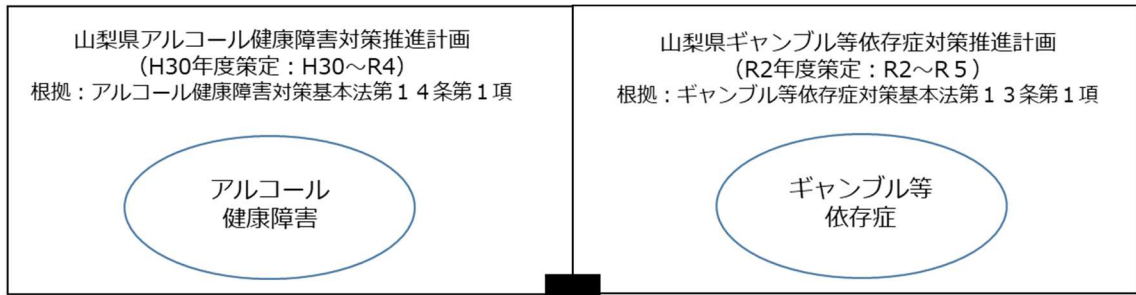 山梨県アルコール健康障害対策推進計画
（H30年度策定：H30～R4）
根拠：アルコール健康障害対策基本法第１４条第１項
アルコール
健康障害
山梨県ギャンブル等依存症対策推進計画
（R2年度策定：R2～R５）
根拠：ギャンブル等依存症対策基本法第１３条第１項
ギャンブル等
依存症